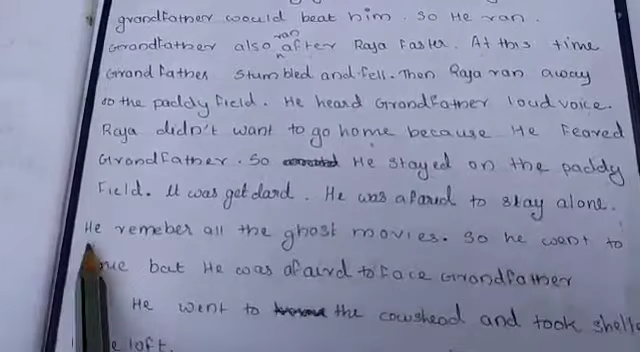 grandfather would beat him. So He ran.
Grandfather also ran after Raja Faster. At this time
Grand Father stumbled and fell. Then Raja ran away
to the paddy field. He heard Grandfather loud voice.
Raja didn't want to go home because He Feared
Grandfather. So He stayed on the paddy
Field. It was get dard. He was afarid to stay alone.
He remeber all the ghost movies. So he went to
but He was afaird to Face Grandfather
He went to the cowshead and took
loft.